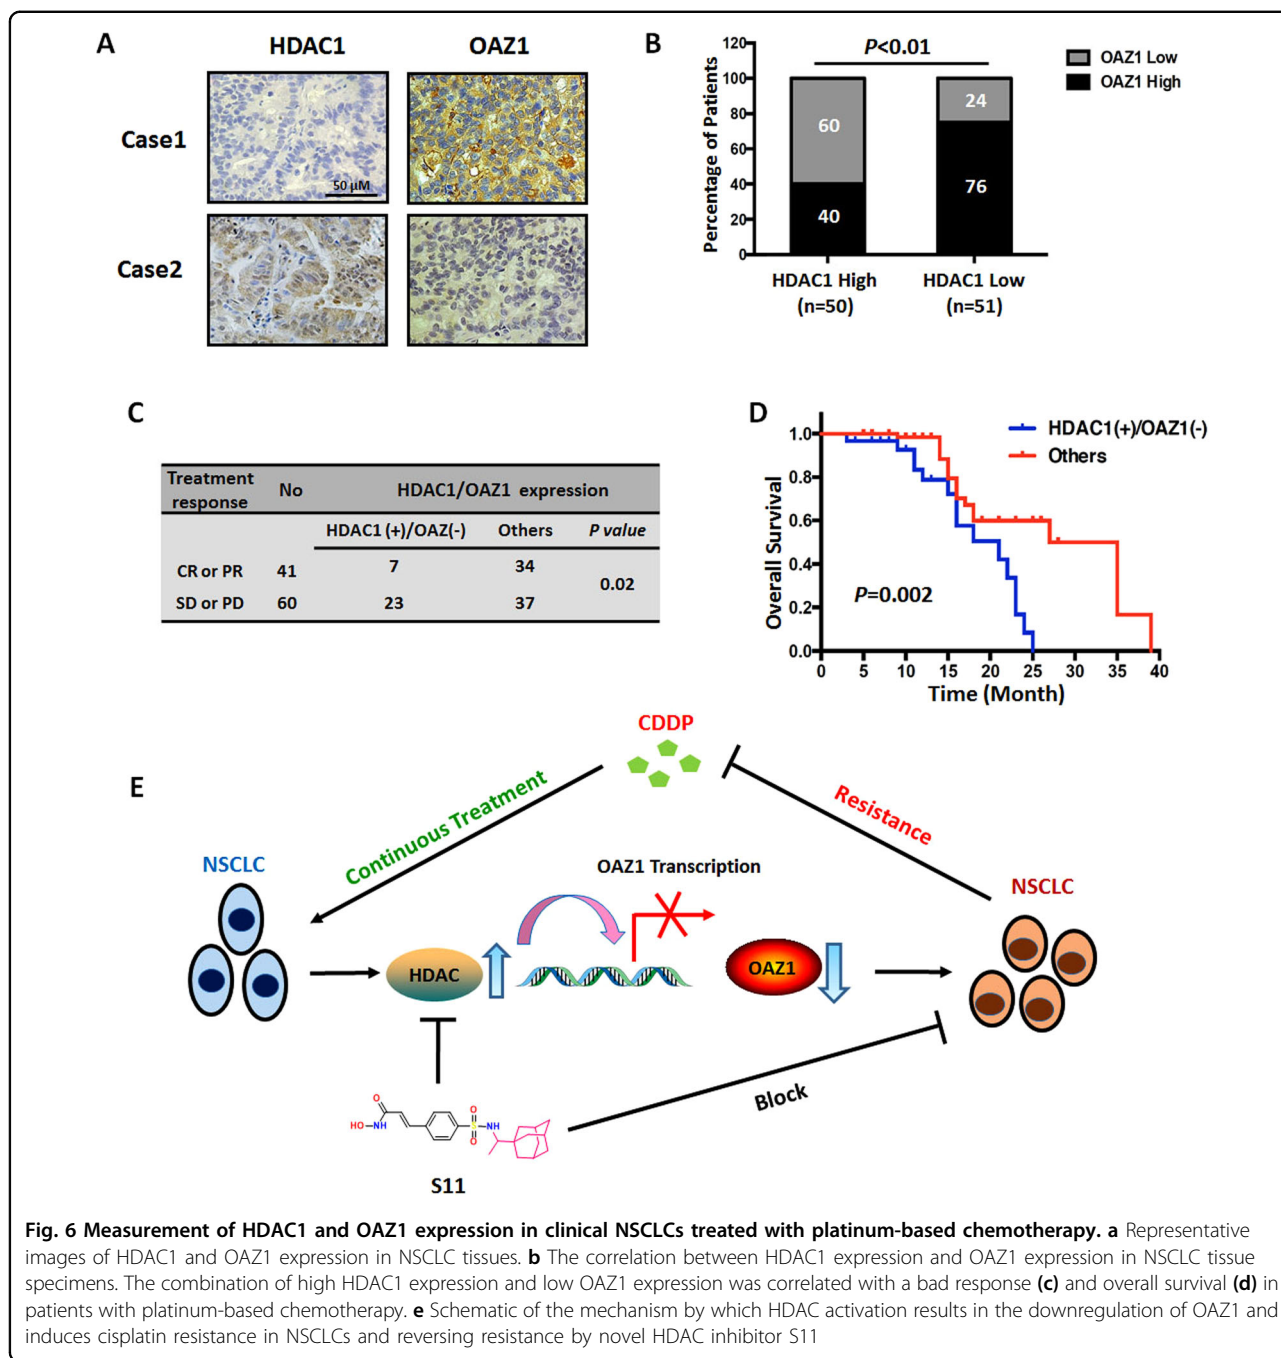 A
HDAC1
OAZ1
Case1
50 µM
Case2
B
P<0.01
OAZ1 Low
OAZ1 High
Percentage of Patients
120
100
80
60
40
20
0
60
40
24
76
HDAC1 High
(n=50)
HDAC1 Low
(n=51)
C
Treatment
response
No
HDAC1/OAZ1 expression
HDAC1 (+)/OAZ(-) Others P value
CR or PR 41 7 34
0.02
SD or PD 60 23 37
D
HDAC1(+)/OAZ1(-)
Others
Overall Survival
1.0
0.8
0.6
0.4
0.2
0.0
P=0.002
0 5 10 15 20 25 30 35 40
Time (Month)
E
CDDP
Continuous Treatment
Resistance
NSCLC
OAZ1 Transcription
NSCLC
HDAC
OAZ1
Block
O
HO
NH
O
S
O
NH
S11
Fig. 6 Measurement of HDAC1 and OAZ1 expression in clinical NSCLCs treated with platinum-based chemotherapy. a Representative
images of HDAC1 and OAZ1 expression in NSCLC tissues. b The correlation between HDAC1 expression and OAZ1 expression in NSCLC tissue
specimens. The combination of high HDAC1 expression and low OAZ1 expression was correlated with a bad response (c) and overall survival (d) in
patients with platinum-based chemotherapy. e Schematic of the mechanism by which HDAC activation results in the downregulation of OAZ1 and
induces cisplatin resistance in NSCLCs and reversing resistance by novel HDAC inhibitor S11